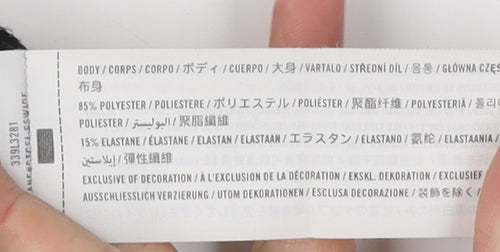 BODY / CORPS / CORPO / ボディ / CUERPO / 大身 / VARTALO / STŘEDNÍ DÍL / 몸통 / GŁÓWNA CZĘŚ
布身
85% POLYESTER / POLIESTERE / ポリエステル / POLIÉSTER / 聚酯纤维 / POLYESTERIÄ / 폴리
POLIESTER / البوليستر / 聚酯纖維
15% ELASTANE / ÉLASTANE / ELASTAN / ELASTAAN / エラスタン / ELASTANO / 氨纶 / ELASTAANIA /
إيلاستين / 彈性纖維
EXCLUSIVE OF DECORATION / À L'EXCLUSION DE LA DÉCORATION / EKSKL. DEKORATION / EXCLUSIEF
AUSSCHLIESSLICH VERZIERUNG / UTOM DEKORATIONEN / ESCLUSA DECORAZIONE / 装飾を除く /
339L3281